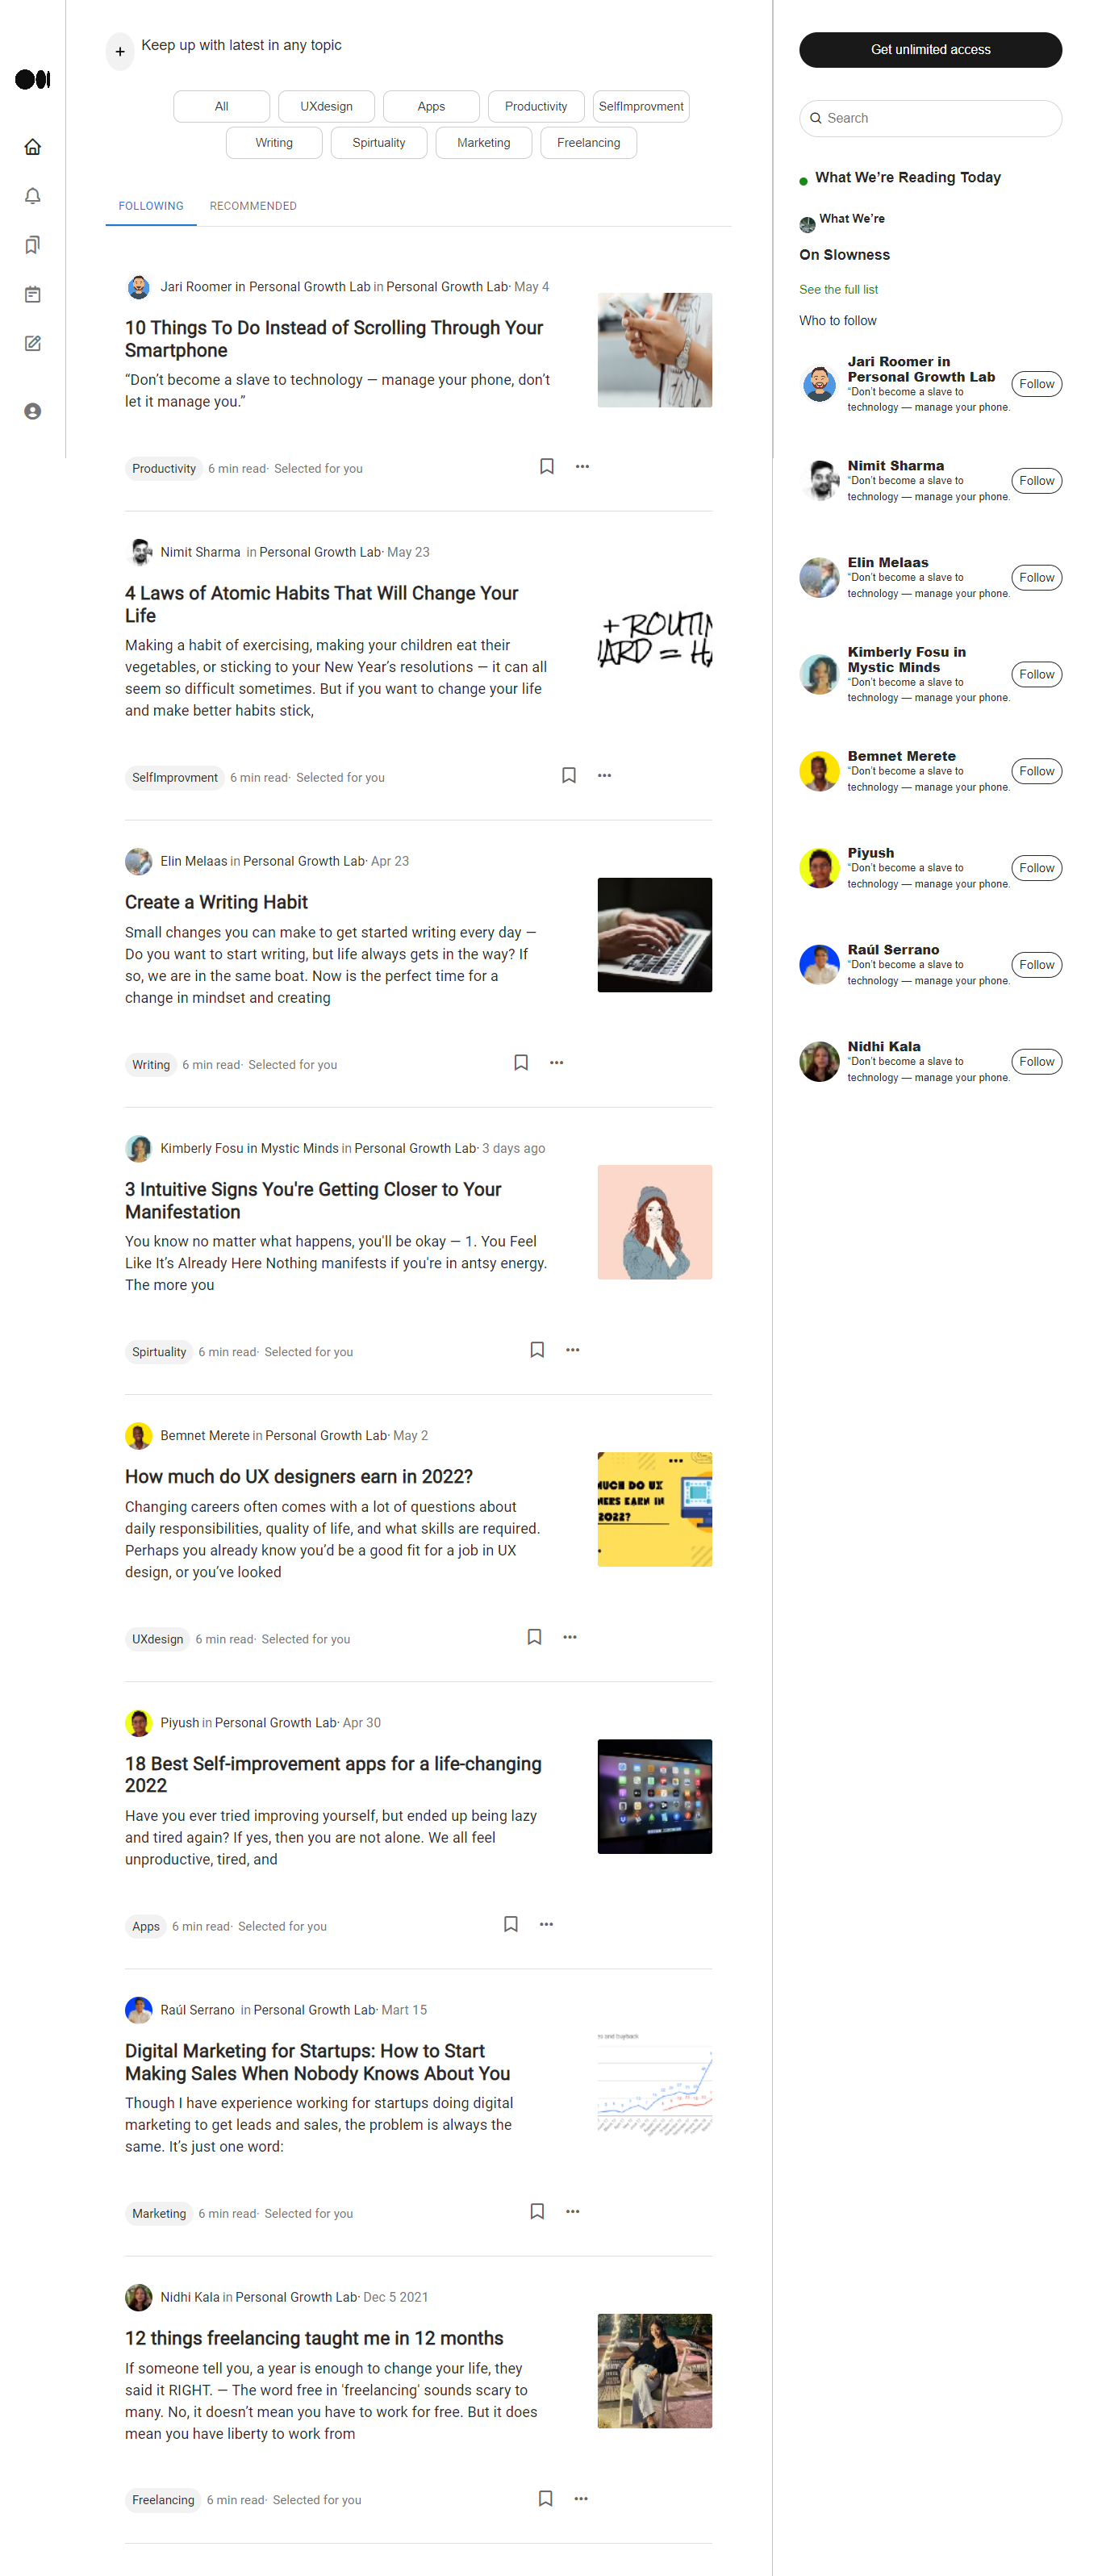 Keep up with latest in any topic
All UXdesign Apps Productivity SelfImprovment
Writing Spirtuality Marketing Freelancing
FOLLOWING RECOMMENDED
Jari Roomer in Personal Growth Lab in Personal Growth Lab· May 4
10 Things To Do Instead of Scrolling Through Your
Smartphone
“Don’t become a slave to technology — manage your phone, don’t
let it manage you.”
Productivity 6 min read· Selected for you
Nimit Sharma in Personal Growth Lab· May 23
4 Laws of Atomic Habits That Will Change Your
Life
Making a habit of exercising, making your children eat their
vegetables, or sticking to your New Year’s resolutions — it can all
seem so difficult sometimes. But if you want to change your life
and make better habits stick,
+ ROUTIN
ARD = HA
SelfImprovment 6 min read· Selected for you
Elin Melaas in Personal Growth Lab· Apr 23
Create a Writing Habit
Small changes you can make to get started writing every day —
Do you want to start writing, but life always gets in the way? If
so, we are in the same boat. Now is the perfect time for a
change in mindset and creating
Writing 6 min read· Selected for you
Kimberly Fosu in Mystic Minds in Personal Growth Lab· 3 days ago
3 Intuitive Signs You're Getting Closer to Your
Manifestation
You know no matter what happens, you'll be okay — 1. You Feel
Like It’s Already Here Nothing manifests if you're in antsy energy.
The more you
Spirtuality 6 min read· Selected for you
Bemnet Merete in Personal Growth Lab· May 2
How much do UX designers earn in 2022?
Changing careers often comes with a lot of questions about
daily responsibilities, quality of life, and what skills are required.
Perhaps you already know you’d be a good fit for a job in UX
design, or you’ve looked
MUCH DO UX
NERS EARN IN
2022?
UXdesign 6 min read· Selected for you
Piyush in Personal Growth Lab· Apr 30
18 Best Self-improvement apps for a life-changing
2022
Have you ever tried improving yourself, but ended up being lazy
and tired again? If yes, then you are not alone. We all feel
unproductive, tired, and
Apps 6 min read· Selected for you
Raúl Serrano in Personal Growth Lab· Mart 15
Digital Marketing for Startups: How to Start
Making Sales When Nobody Knows About You
Though I have experience working for startups doing digital
marketing to get leads and sales, the problem is always the
same. It’s just one word:
rs and buyback
Marketing 6 min read· Selected for you
Nidhi Kala in Personal Growth Lab· Dec 5 2021
12 things freelancing taught me in 12 months
If someone tell you, a year is enough to change your life, they
said it RIGHT. — The word free in 'freelancing' sounds scary to
many. No, it doesn’t mean you have to work for free. But it does
mean you have liberty to work from
Freelancing 6 min read· Selected for you
Get unlimited access
Search
What We’re Reading Today
What We’re
On Slowness
See the full list
Who to follow
Jari Roomer in
Personal Growth Lab
“Don’t become a slave to
technology — manage your phone.
Follow
Nimit Sharma
“Don’t become a slave to
technology — manage your phone.
Follow
Elin Melaas
“Don’t become a slave to
technology — manage your phone.
Follow
Kimberly Fosu in
Mystic Minds
“Don’t become a slave to
technology — manage your phone.
Follow
Bemnet Merete
“Don’t become a slave to
technology — manage your phone.
Follow
Piyush
“Don’t become a slave to
technology — manage your phone.
Follow
Raúl Serrano
“Don’t become a slave to
technology — manage your phone.
Follow
Nidhi Kala
“Don’t become a slave to
technology — manage your phone.
Follow